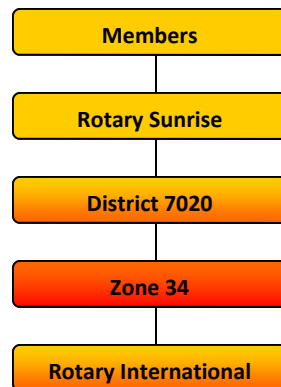 Members
Rotary Sunrise
District 7020
Zone 34
Rotary International